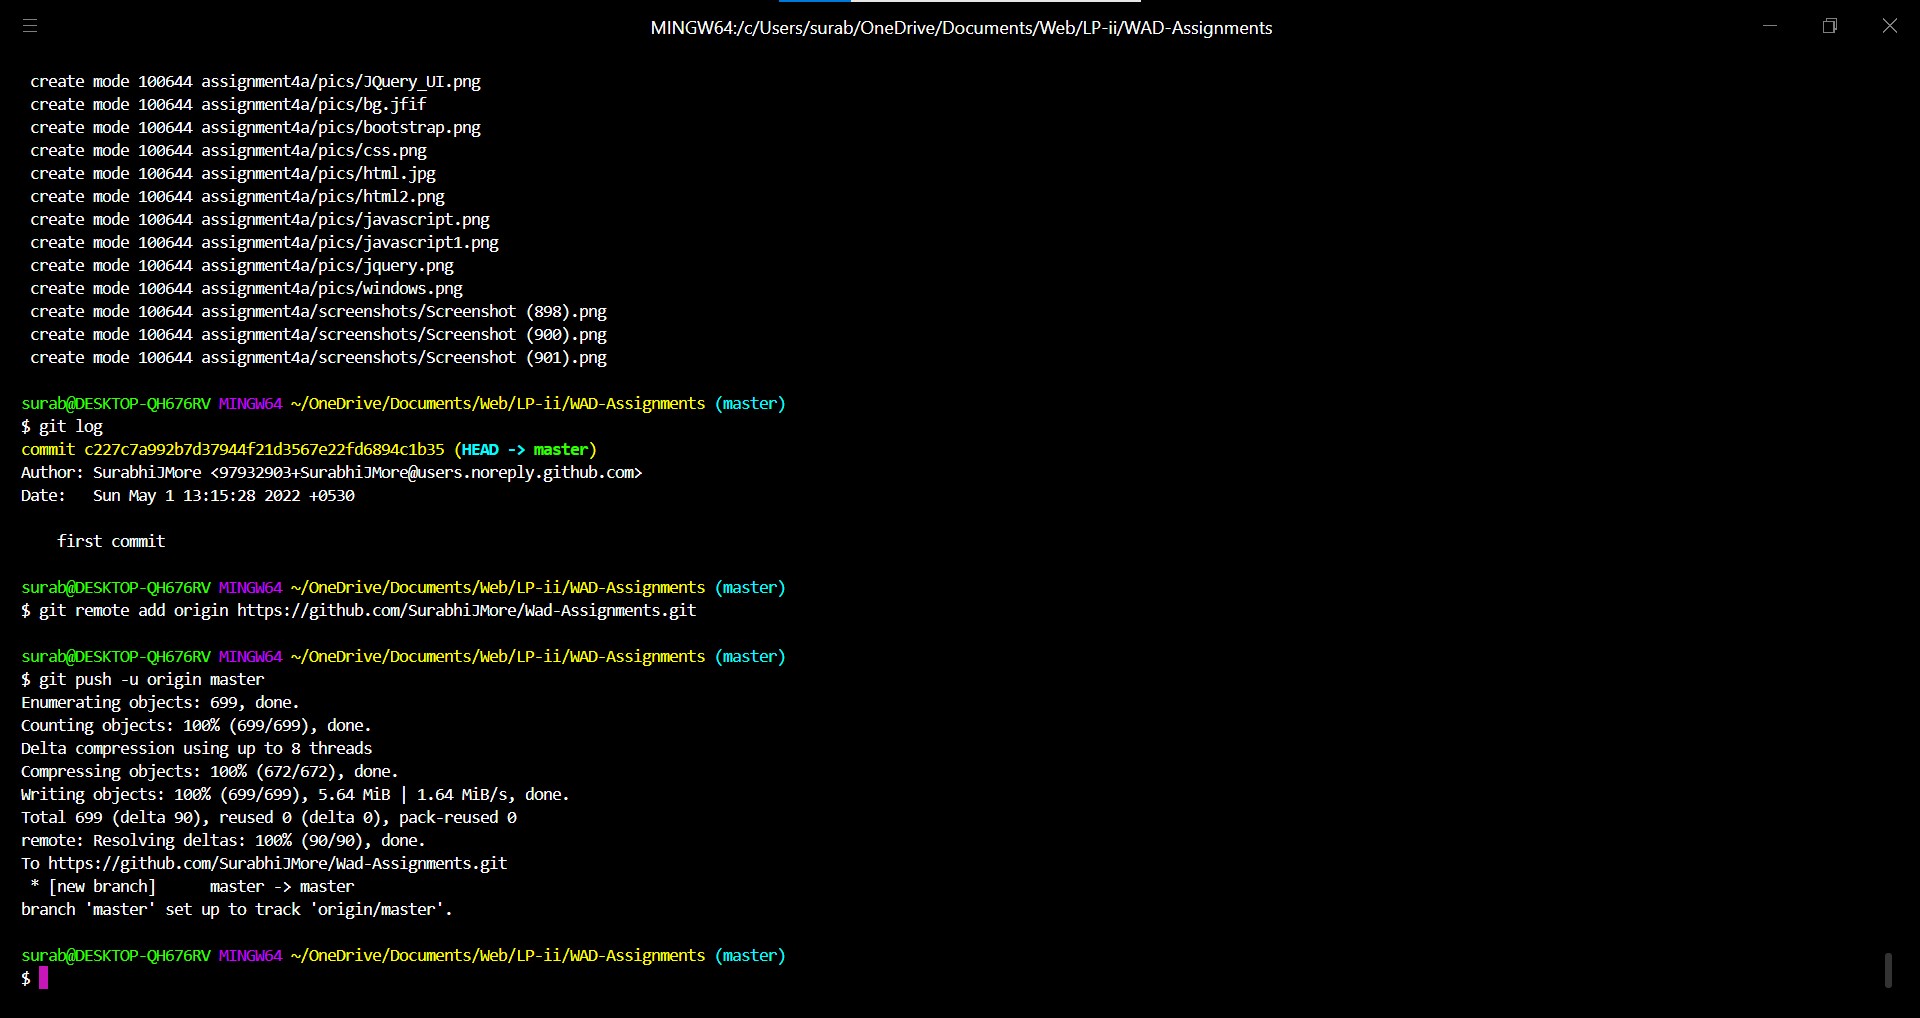 MINGW64:/c/Users/surab/OneDrive/Documents/Web/LP-ii/WAD-Assignments
create mode 100644 assignment4a/pics/JQuery_UI.png
create mode 100644 assignment4a/pics/bg.jfif
create mode 100644 assignment4a/pics/bootstrap.png
create mode 100644 assignment4a/pics/css.png
create mode 100644 assignment4a/pics/html.jpg
create mode 100644 assignment4a/pics/html2.png
create mode 100644 assignment4a/pics/javascript.png
create mode 100644 assignment4a/pics/javascript1.png
create mode 100644 assignment4a/pics/jquery.png
create mode 100644 assignment4a/pics/windows.png
create mode 100644 assignment4a/screenshots/Screenshot (898).png
create mode 100644 assignment4a/screenshots/Screenshot (900).png
create mode 100644 assignment4a/screenshots/Screenshot (901).png
surab@DESKTOP-QH676RV MINGW64 ~/OneDrive/Documents/Web/LP-ii/WAD-Assignments (master)
$ git log
commit c227c7a992b7d37944f21d3567e22fd6894c1b35 (HEAD -> master)
Author: SurabhiJMore <97932903+SurabhiJMore@users.noreply.github.com>
Date:   Sun May 1 13:15:28 2022 +0530
first commit
surab@DESKTOP-QH676RV MINGW64 ~/OneDrive/Documents/Web/LP-ii/WAD-Assignments (master)
$ git remote add origin https://github.com/SurabhiJMore/Wad-Assignments.git
surab@DESKTOP-QH676RV MINGW64 ~/OneDrive/Documents/Web/LP-ii/WAD-Assignments (master)
$ git push -u origin master
Enumerating objects: 699, done.
Counting objects: 100% (699/699), done.
Delta compression using up to 8 threads
Compressing objects: 100% (672/672), done.
Writing objects: 100% (699/699), 5.64 MiB | 1.64 MiB/s, done.
Total 699 (delta 90), reused 0 (delta 0), pack-reused 0
remote: Resolving deltas: 100% (90/90), done.
To https://github.com/SurabhiJMore/Wad-Assignments.git
* [new branch]      master -> master
branch 'master' set up to track 'origin/master'.
surab@DESKTOP-QH676RV MINGW64 ~/OneDrive/Documents/Web/LP-ii/WAD-Assignments (master)
$